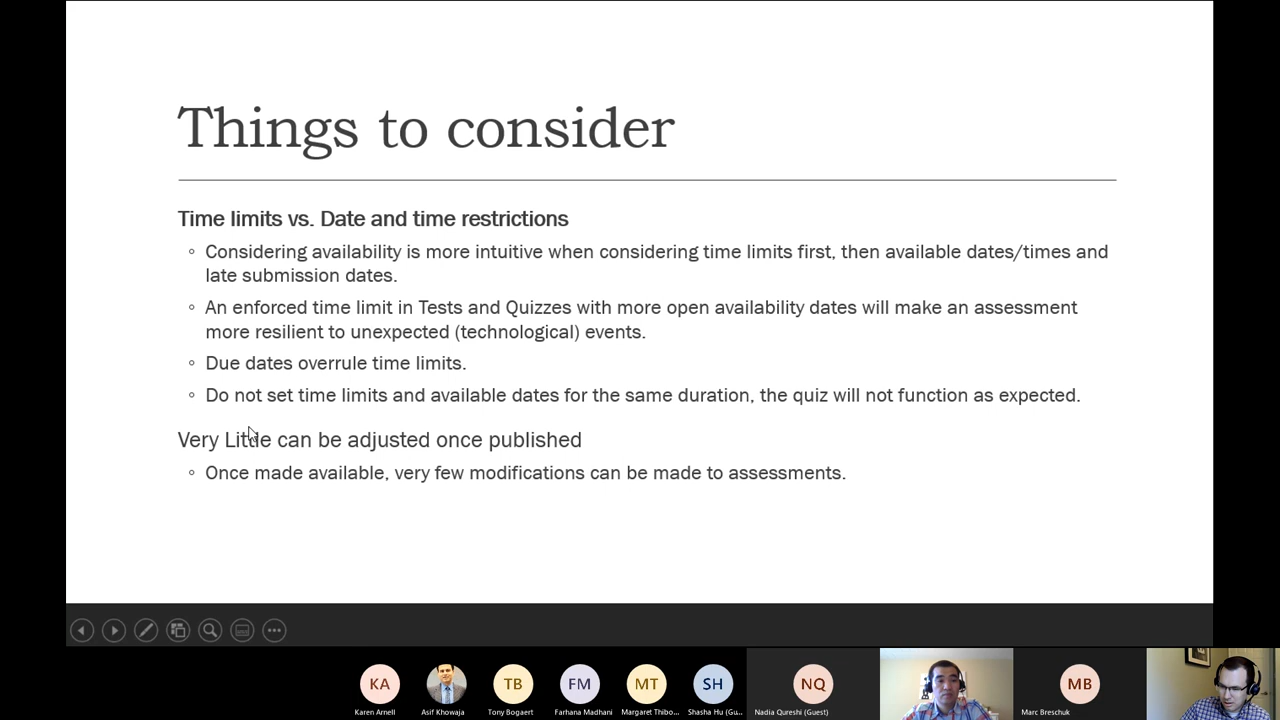 Things to consider
Time limits vs. Date and time restrictions
Considering availability is more intuitive when considering time limits first, then available dates/times and
late submission dates.
An enforced time limit in Tests and Quizzes with more open availability dates will make an assessment
more resilient to unexpected (technological) events.
Due dates overrule time limits.
Do not set time limits and available dates for the same duration, the quiz will not function as expected.
Very Little can be adjusted once published
Once made available, very few modifications can be made to assessments.
KA
TB
FM
MT
SH
NQ
MB
Karen Arnell
Asif Khowaja
Tony Bogaert
Farhana Madhani
Margaret Thibo...
Shasha Hu (Gu...
Nadia Qureshi (Guest)
Marc Breschuk